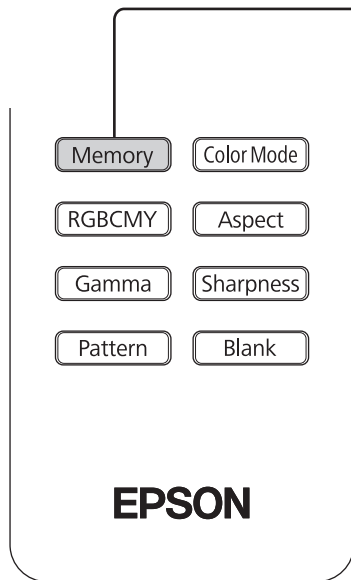 Memory Color Mode
RGBCMY Aspect
Gamma Sharpness
Pattern Blank
EPSON